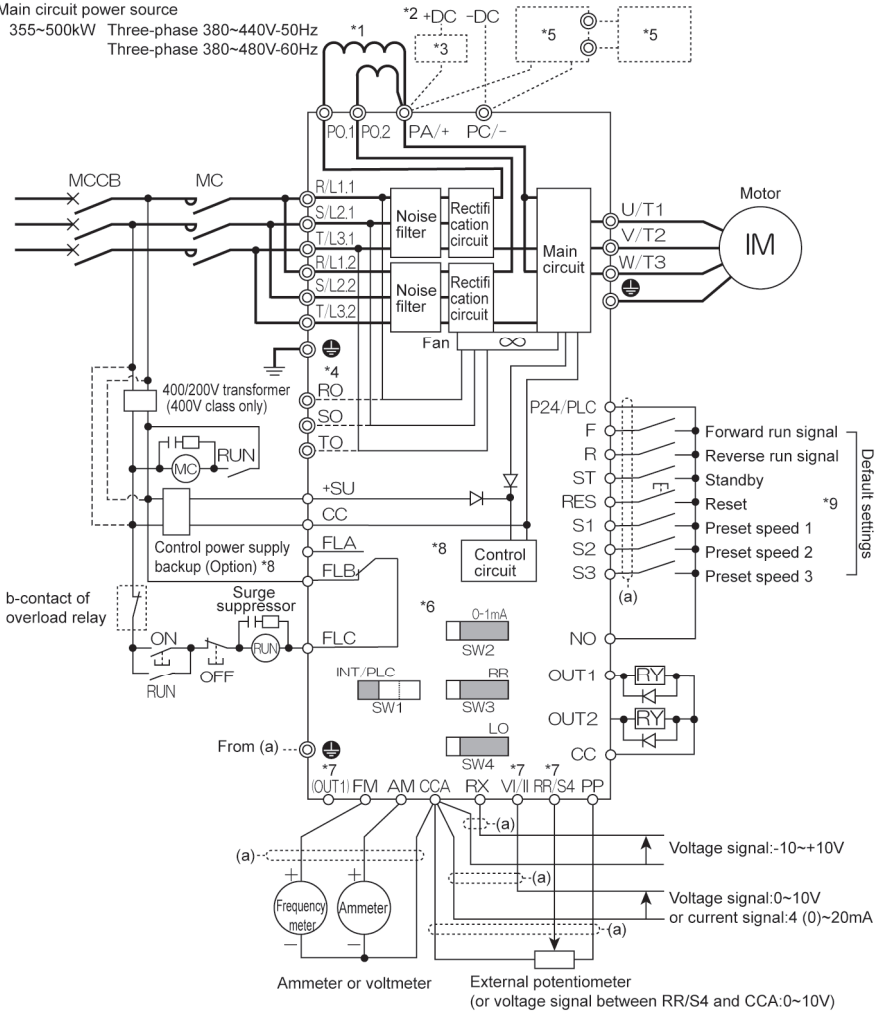 Main circuit power source
355~500kW Three-phase 380~440V-50Hz
Three-phase 380~480V-60Hz
*1
*2 +DC -DC
*3
*5
*5
PO.1 PO.2 PA/+ PC/-
MCCB
MC
R/L1.1
S/L2.1
T/L3.1
R/L1.2
S/L2.2
T/L3.2
Noise
filter
Rectifi
cation
circuit
Noise
filter
Rectifi
cation
circuit
Main
circuit
Fan
U/T1
V/T2
W/T3
Motor
IM
*4
RO
SO
TO
400/200V transformer
(400V class only)
MC
RUN
+SU
CC
Control power supply
backup (Option) *8
FLA
FLB
FLC
*8
Control
circuit
b-contact of
overload relay
Surge
suppressor
ON
RUN
OFF
RUN
P24/PLC
F
R
ST
RES
S1
S2
S3
(a)
Forward run signal
Reverse run signal
Standby
Reset
Preset speed 1
Preset speed 2
Preset speed 3
*9
Default settings
NO
OUT1
RY
OUT2
RY
CC
*6
0-1mA
SW2
INT/PLC
SW1
RR
SW3
LO
SW4
From (a)
*7
*7
*7
(OUT1) FM AM CCA RX VI/II RR/S4 PP
(a)
(a)
(a)
(a)
Voltage signal:-10~+10V
Voltage signal:0~10V
or current signal:4 (0)~20mA
+
Frequency
meter
-
+
Ammeter
-
Ammeter or voltmeter
External potentiometer
(or voltage signal between RR/S4 and CCA:0~10V)